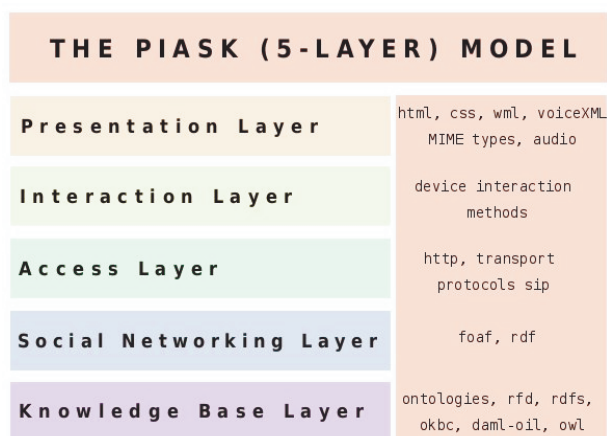 THE PIASK (5-LAYER) MODEL
Presentation Layer
html, css, wml, voiceXML
MIME types, audio
Interaction Layer
device interaction
methods
Access Layer
http, transport
protocols sip
Social Networking Layer
foaf, rdf
Knowledge Base Layer
ontologies, rfd, rdfs,
okbc, daml-oil, owl